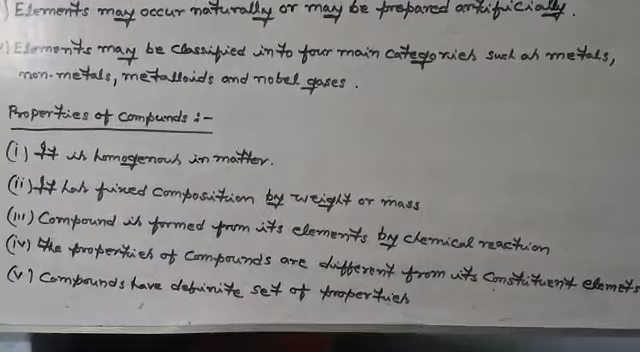 ) Elements may occur naturally or may be prepared artificially.
) Elements may be classified into four main categories such as metals,
non-metals, metalloids and nobel gases.
Properties of compunds :-
(i) It is homogenous in matter.
(ii) It has fixed composition by weight or mass
(iii) Compound is formed from its elements by chemical reaction
(iv) the properties of compounds are different from its constituent elemets
(v) Compounds have definite set of properties